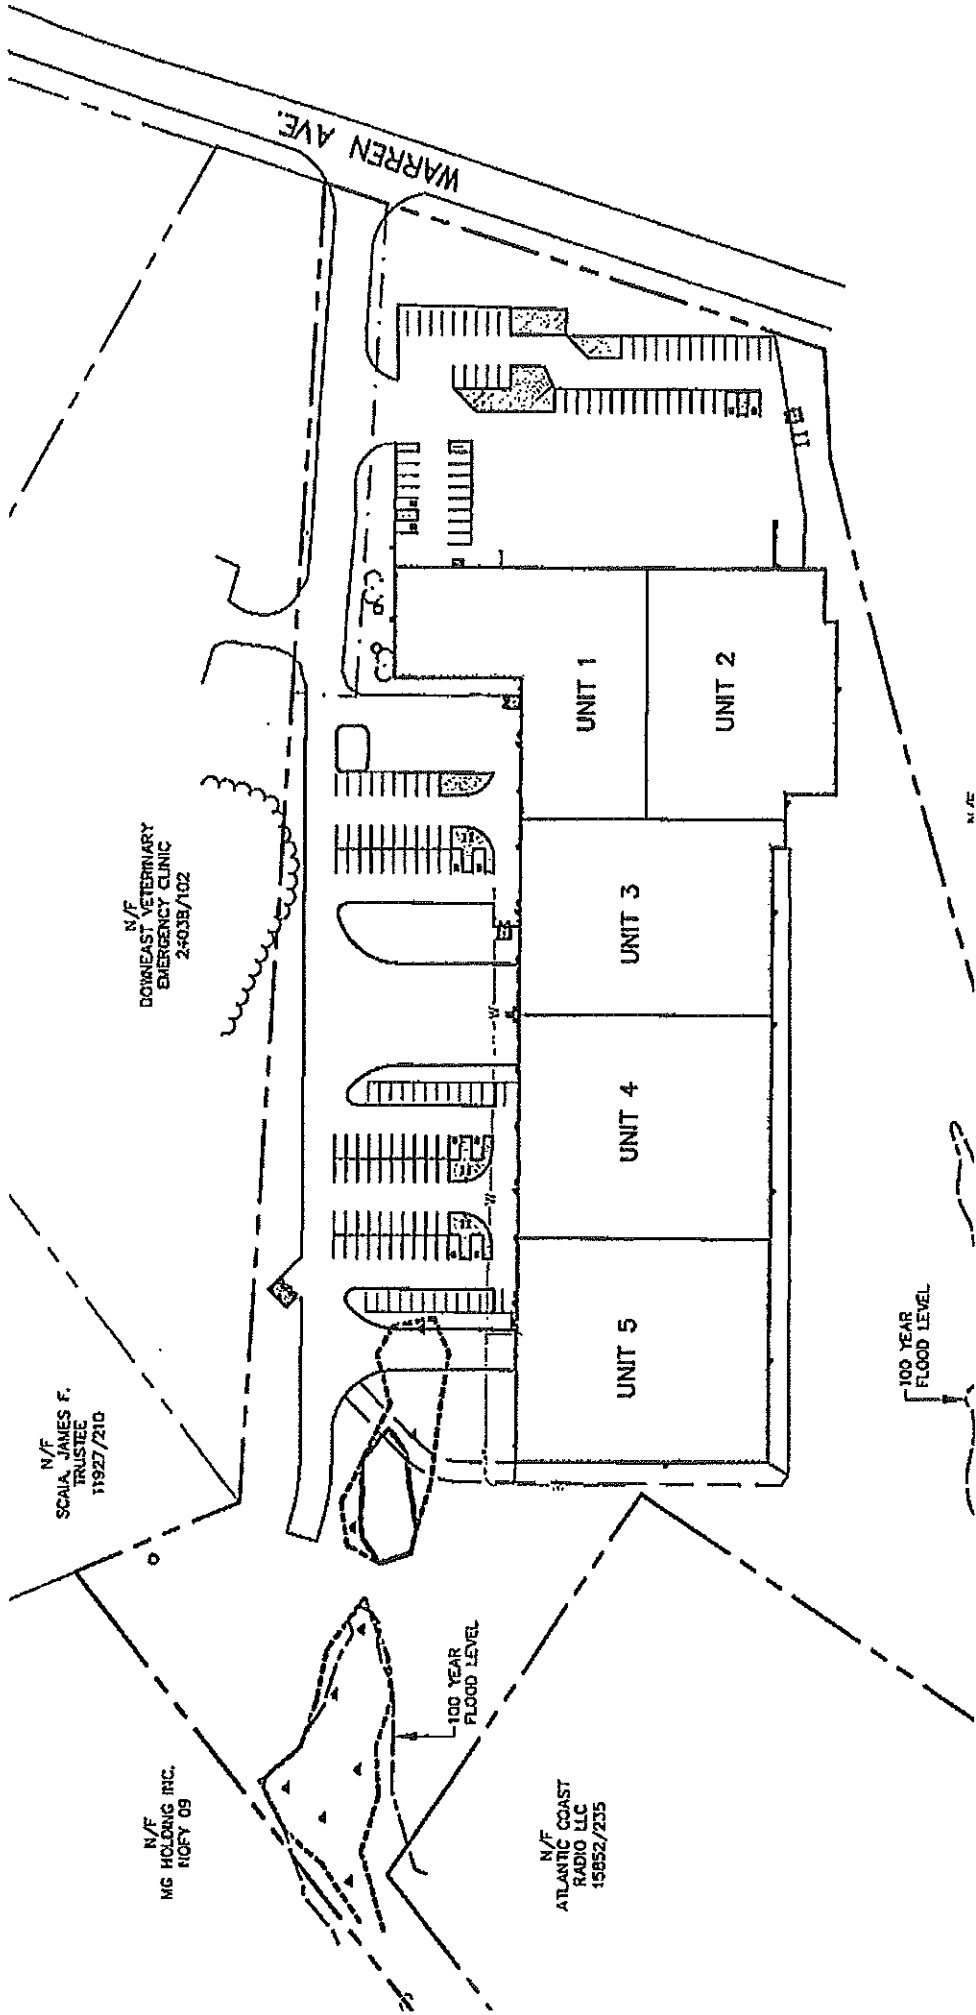 WARREN AVE.
N/F
DOWNEAST VETERINARY
EMERGENCY CLINIC
24038/102
UNIT 1
UNIT 2
UNIT 3
UNIT 4
UNIT 5
N/F
SCALA, JAMES F.
TRUSTEE
11927/210
100 YEAR
FLOOD LEVEL
100 YEAR
FLOOD LEVEL
N/F
MG HOLDING INC.
N/F
ATLANTIC COAST
RADIO LLC
15852/235
N/F
W
W